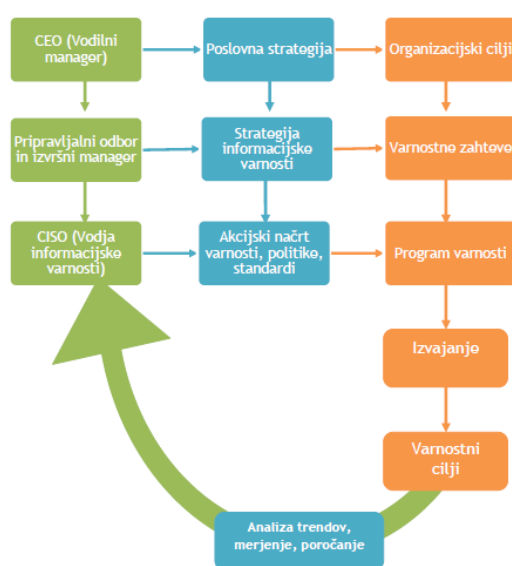 CEO (Vodilni
manager)
Poslovna strategija
Organizacijski cilji
Pripravljalni odbor
in izvršni manager
Strategija
informacijske
varnosti
Varnostne zahteve
CISO (Vodja
informacijske
varnosti)
Akcijski načrt
varnosti, politike,
standardi
Program varnosti
Izvajanje
Varnostni
cilji
Analiza trendov,
merjenje, poročanje